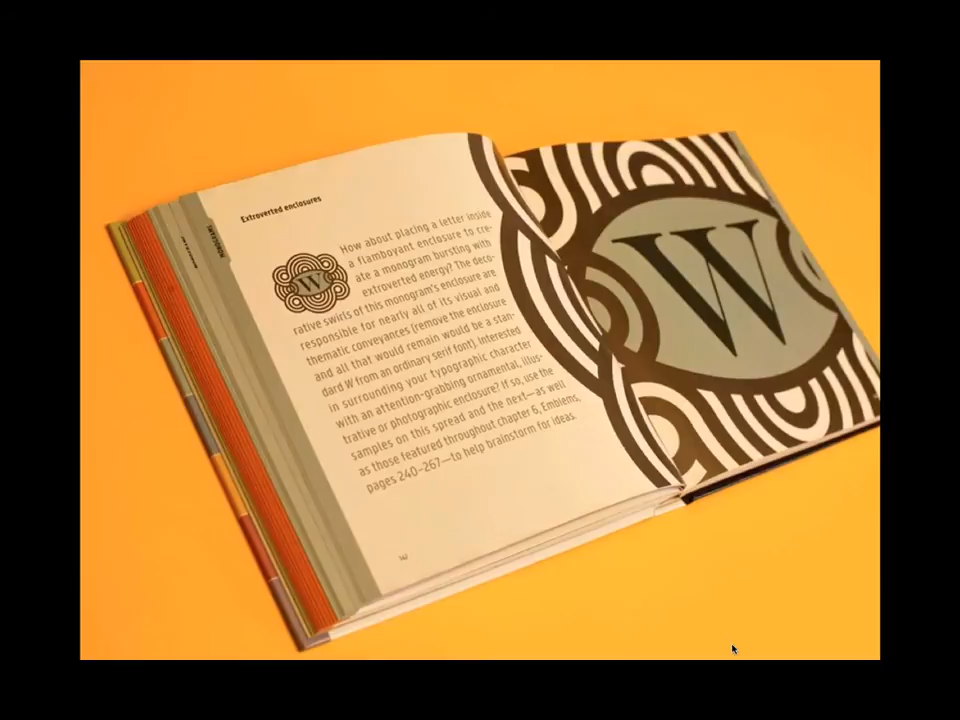 Extroverted enclosures
How about placing a letter inside
a flamboyant enclosure to cre-
ate a monogram bursting with
extroverted energy? The deco-
rative swirls of this monogram's enclosure are
responsible for nearly all of its visual and
thematic conveyances (remove the enclosure
and all that would remain would be a stan-
dard W from an ordinary serif font). Interested
in surrounding your typographic character
with an attention-grabbing ornamental, illus-
trative or photographic enclosure? If so, use the
samples on this spread and the next—as well
as those featured throughout chapter 6, Emblems,
pages 240–267—to help brainstorm for ideas.
W
W